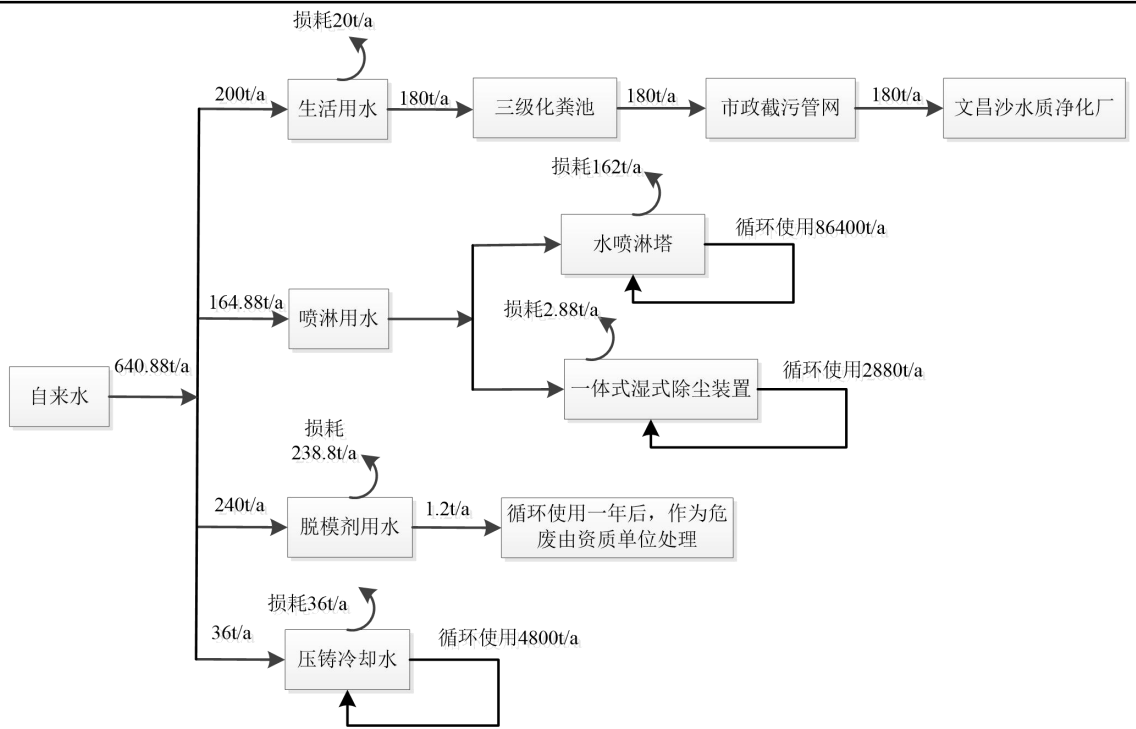 损耗20t/a
200t/a
生活用水
180t/a
三级化粪池
180t/a
市政截污管网
180t/a
文昌沙水质净化厂
损耗162t/a
水喷淋塔
循环使用86400t/a
164.88t/a
喷淋用水
损耗2.88t/a
一体式湿式除尘装置
循环使用2880t/a
自来水
640.88t/a
损耗
238.8t/a
240t/a
脱模剂用水
1.2t/a
循环使用一年后，作为危
废由资质单位处理
损耗36t/a
36t/a
压铸冷却水
循环使用4800t/a